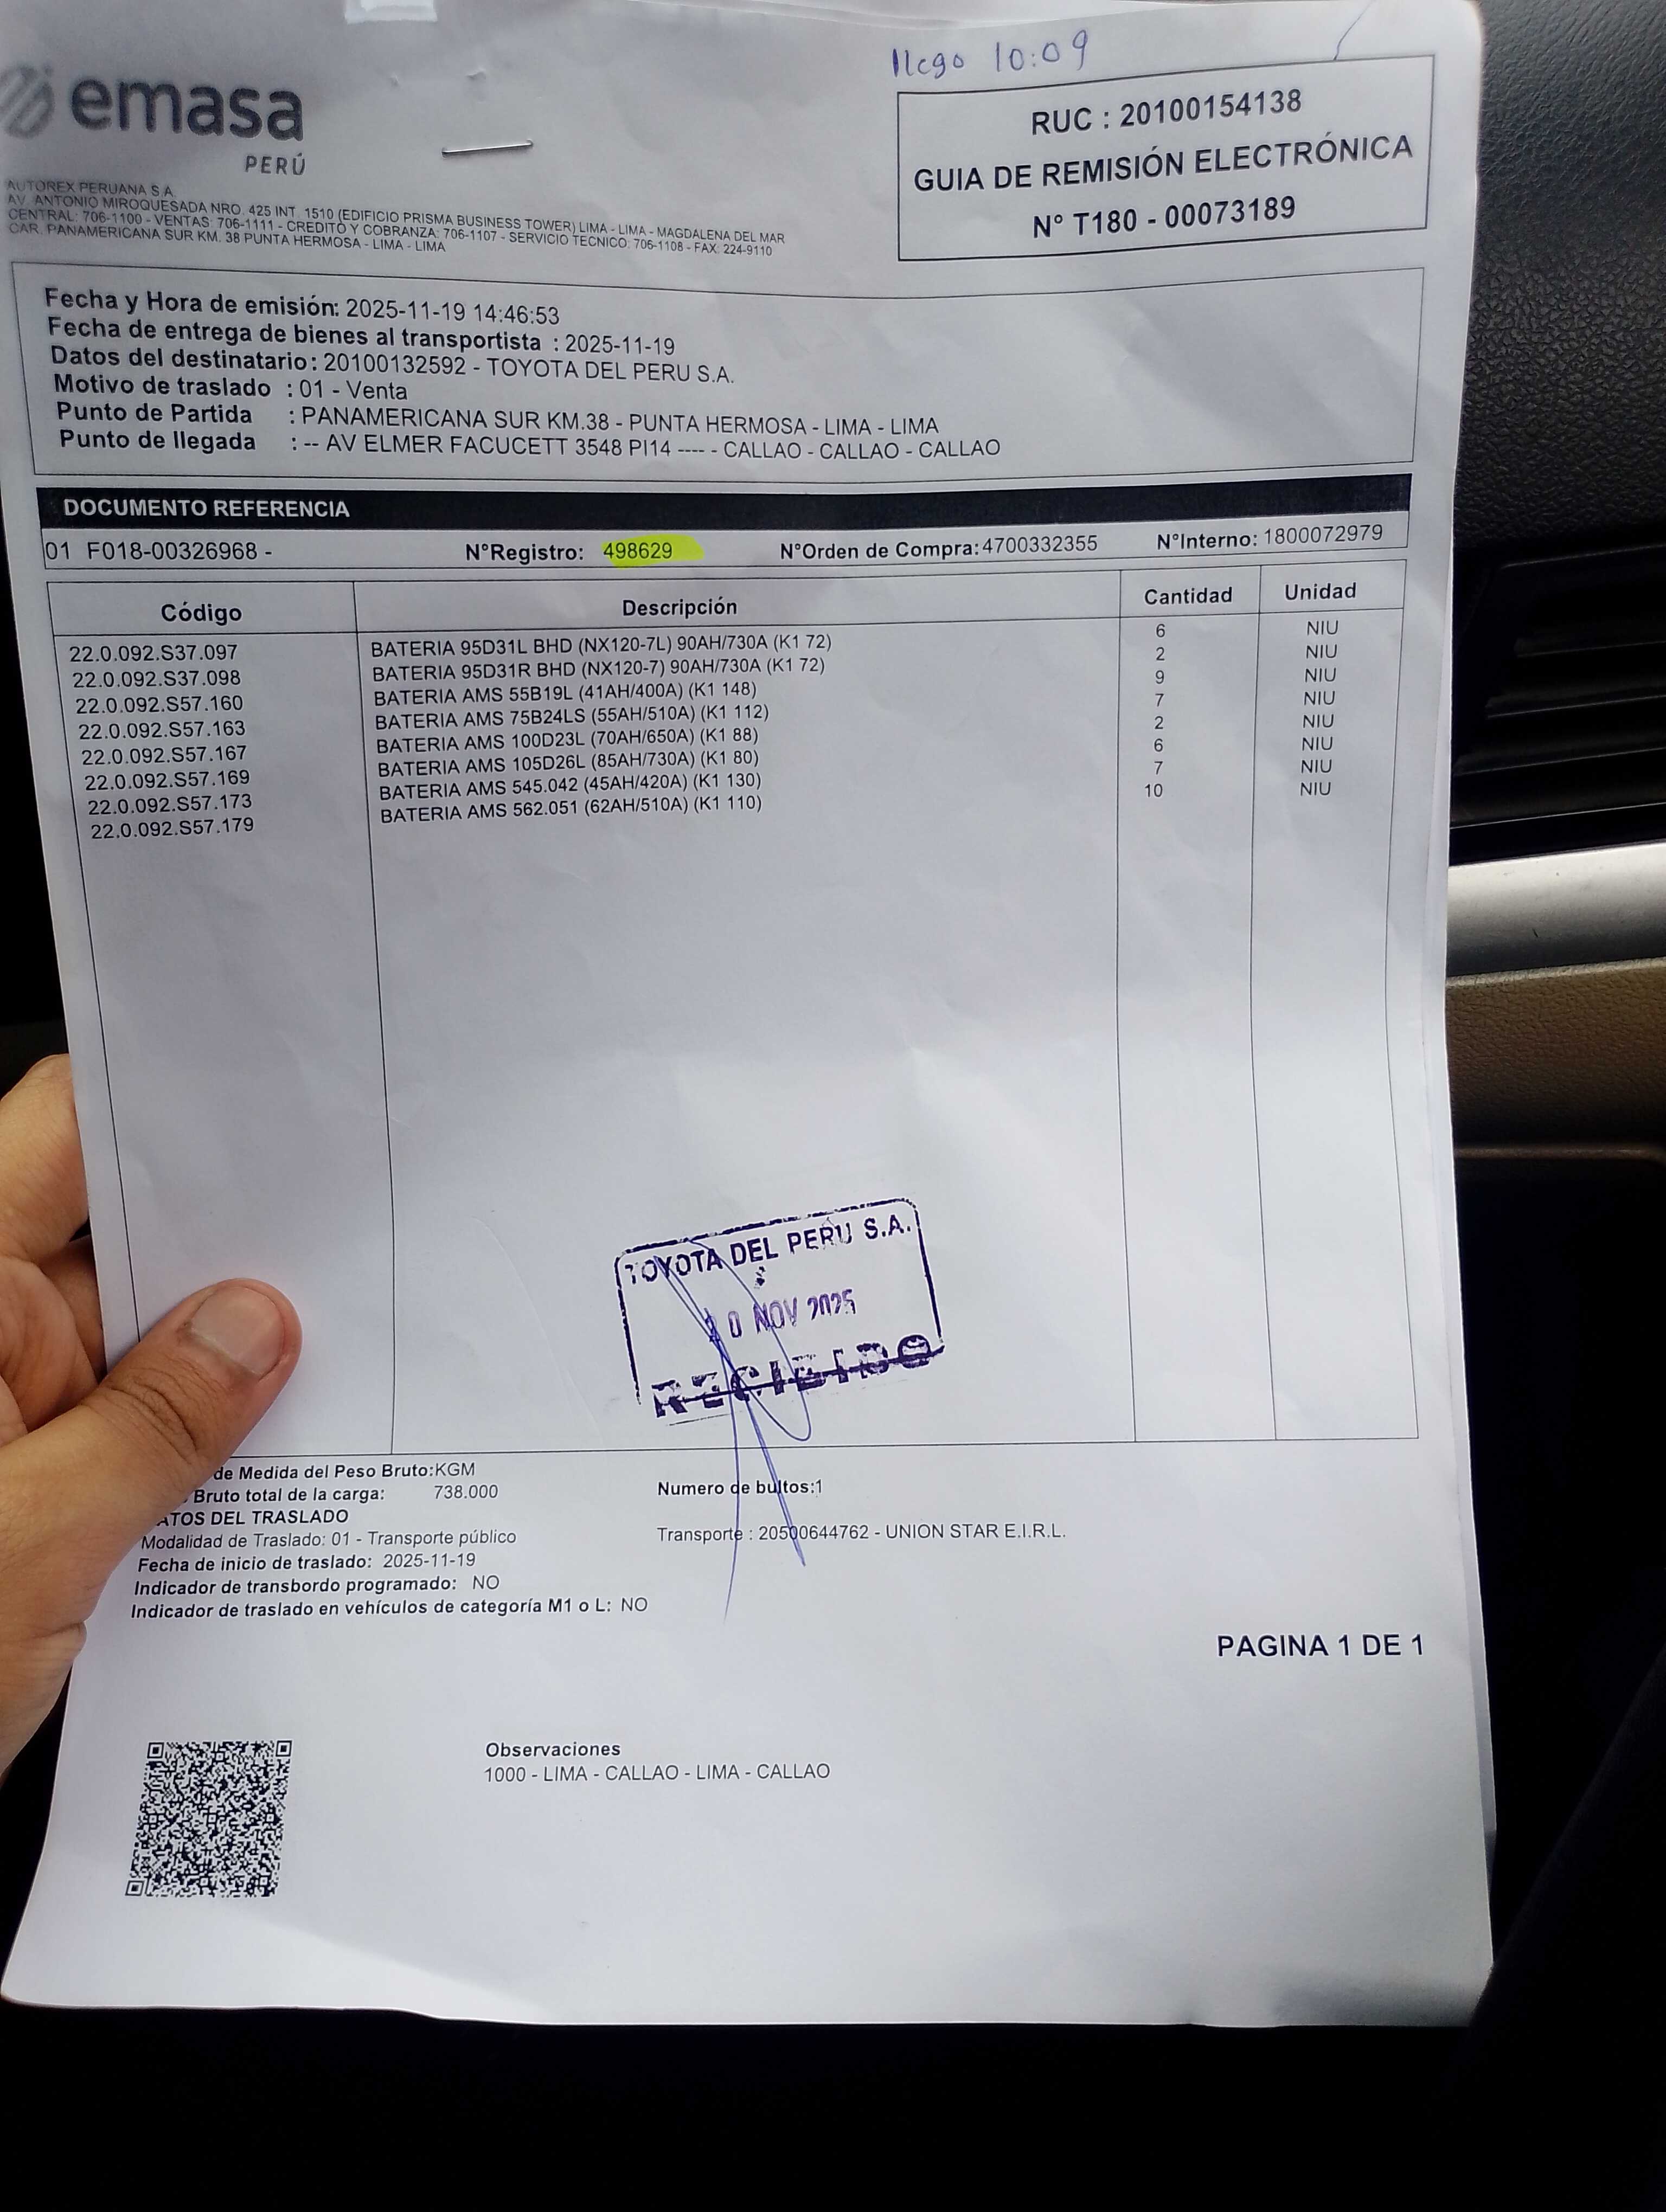 llego 10:09
emasa
PERÚ
RUC : 20100154138
GUIA DE REMISIÓN ELECTRÓNICA
N° T180 - 00073189
AUTOREX PERUANA S.A.
AV. ANTONIO MIROQUESADA NRO. 425 INT. 1510 (EDIFICIO PRISMA BUSINESS TOWER) LIMA - LIMA - MAGDALENA DEL MAR
CENTRAL: 706-1100 - VENTAS: 706-1111 - CREDITO Y COBRANZA: 706-1107 - SERVICIO TECNICO: 706-1108 - FAX: 224-9110
CAR. PANAMERICANA SUR KM. 38 PUNTA HERMOSA - LIMA - LIMA
Fecha y Hora de emisión: 2025-11-19 14:46:53
Fecha de entrega de bienes al transportista : 2025-11-19
Datos del destinatario: 20100132592 - TOYOTA DEL PERU S.A.
Motivo de traslado : 01 - Venta
Punto de Partida : PANAMERICANA SUR KM.38 - PUNTA HERMOSA - LIMA - LIMA
Punto de llegada : -- AV ELMER FACUCETT 3548 PI14 ---- - CALLAO - CALLAO - CALLAO
DOCUMENTO REFERENCIA
01 F018-00326968 - N°Registro: 498629 N°Orden de Compra: 4700332355 N°Interno: 1800072979
Código Descripción Cantidad Unidad
22.0.092.S37.097 BATERIA 95D31L BHD (NX120-7L) 90AH/730A (K1 72) 6 NIU
22.0.092.S37.098 BATERIA 95D31R BHD (NX120-7) 90AH/730A (K1 72) 2 NIU
22.0.092.S57.160 BATERIA AMS 55B19L (41AH/400A) (K1 148) 9 NIU
22.0.092.S57.163 BATERIA AMS 75B24LS (55AH/510A) (K1 112) 7 NIU
22.0.092.S57.167 BATERIA AMS 100D23L (70AH/650A) (K1 88) 2 NIU
22.0.092.S57.169 BATERIA AMS 105D26L (85AH/730A) (K1 80) 6 NIU
22.0.092.S57.173 BATERIA AMS 545.042 (45AH/420A) (K1 130) 7 NIU
22.0.092.S57.179 BATERIA AMS 562.051 (62AH/510A) (K1 110) 10 NIU
TOYOTA DEL PERU S.A.
NOV 2025
RECIBIDO
de Medida del Peso Bruto: KGM
Bruto total de la carga: 738.000 Numero de bultos:1
ATOS DEL TRASLADO
Modalidad de Traslado: 01 - Transporte público Transporte : 20500644762 - UNION STAR E.I.R.L.
Fecha de inicio de traslado: 2025-11-19
Indicador de transbordo programado: NO
Indicador de traslado en vehículos de categoría M1 o L: NO
PAGINA 1 DE 1
Observaciones
1000 - LIMA - CALLAO - LIMA - CALLAO